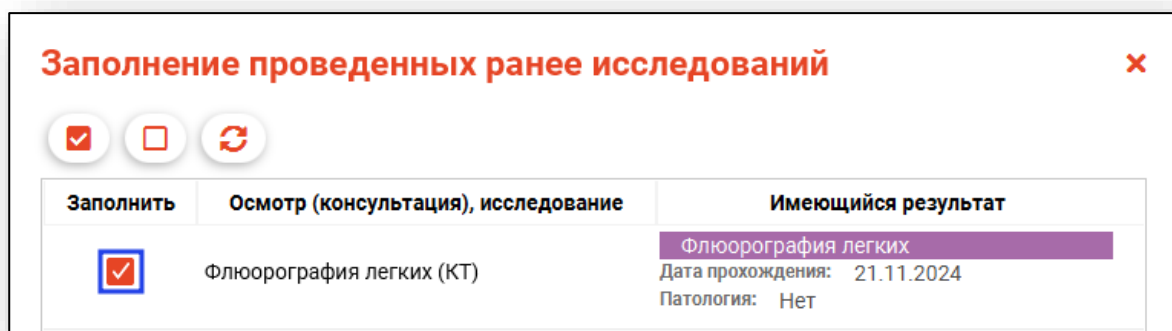 Заполнение проведенных ранее исследований
Заполнить Осмотр (консультация), исследование Имеющийся результат
Флюорография легких (КТ)
Флюорография легких
Дата прохождения: 21.11.2024
Патология: Нет